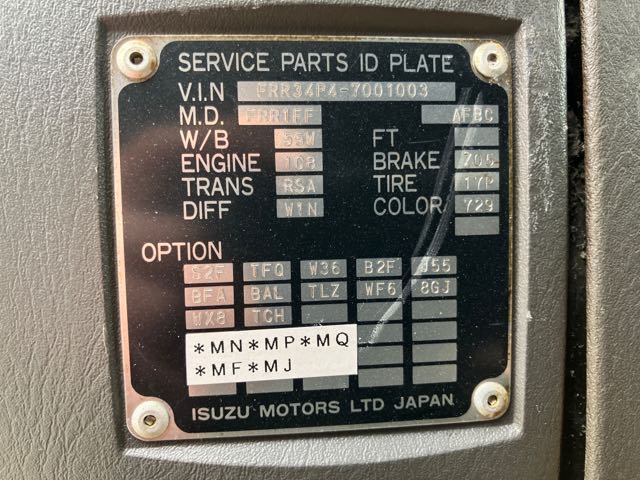 SERVICE PARTS ID PLATE
V.I.N FRR34P4-7001003
M.D. FRR1FF AFBC
W/B 55W FT
ENGINE 108 BRAKE 705
TRANS RSA TIRE 17P
DIFF W1N COLOR 729
OPTION
S2F TFQ W36 B2F J55
BFA BAL TLZ WF6 8GJ
WX8 TCH
*MN*MP*MQ
*MF*MJ
ISUZU MOTORS LTD JAPAN